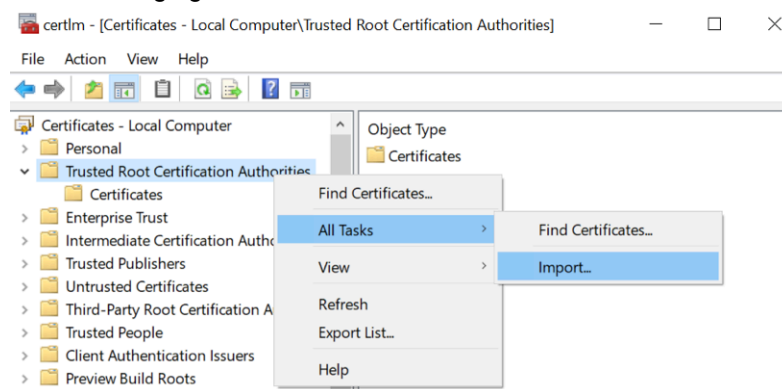 certlm - [Certificates - Local Computer\Trusted Root Certification Authorities]
File Action View Help
Certificates - Local Computer
Personal
Trusted Root Certification Authorities
Certificates
Enterprise Trust
Intermediate Certification Autho
Trusted Publishers
Untrusted Certificates
Third-Party Root Certification A
Trusted People
Client Authentication Issuers
Preview Build Roots
Object Type
Certificates
Find Certificates...
All Tasks
View
Refresh
Export List...
Help
Find Certificates...
Import...